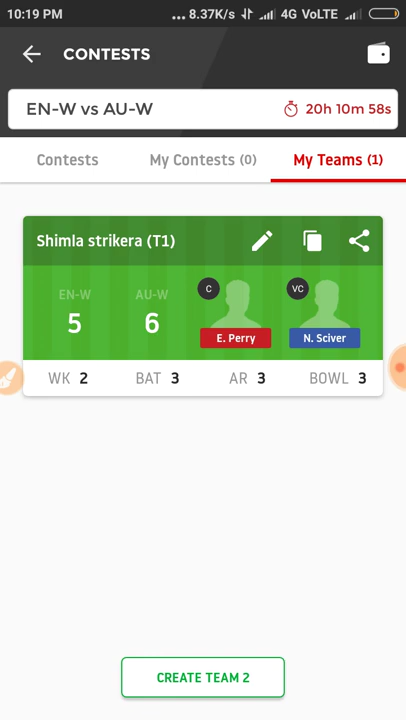 10:19 PM ... 8.37K/s 4G VoLTE
CONTESTS
EN-W vs AU-W 20h 10m 58s
Contests My Contests (0) My Teams (1)
Shimla strikera (T1)
EN-W AU-W C VC
5 6
E. Perry N. Sciver
WK 2 BAT 3 AR 3 BOWL 3
CREATE TEAM 2